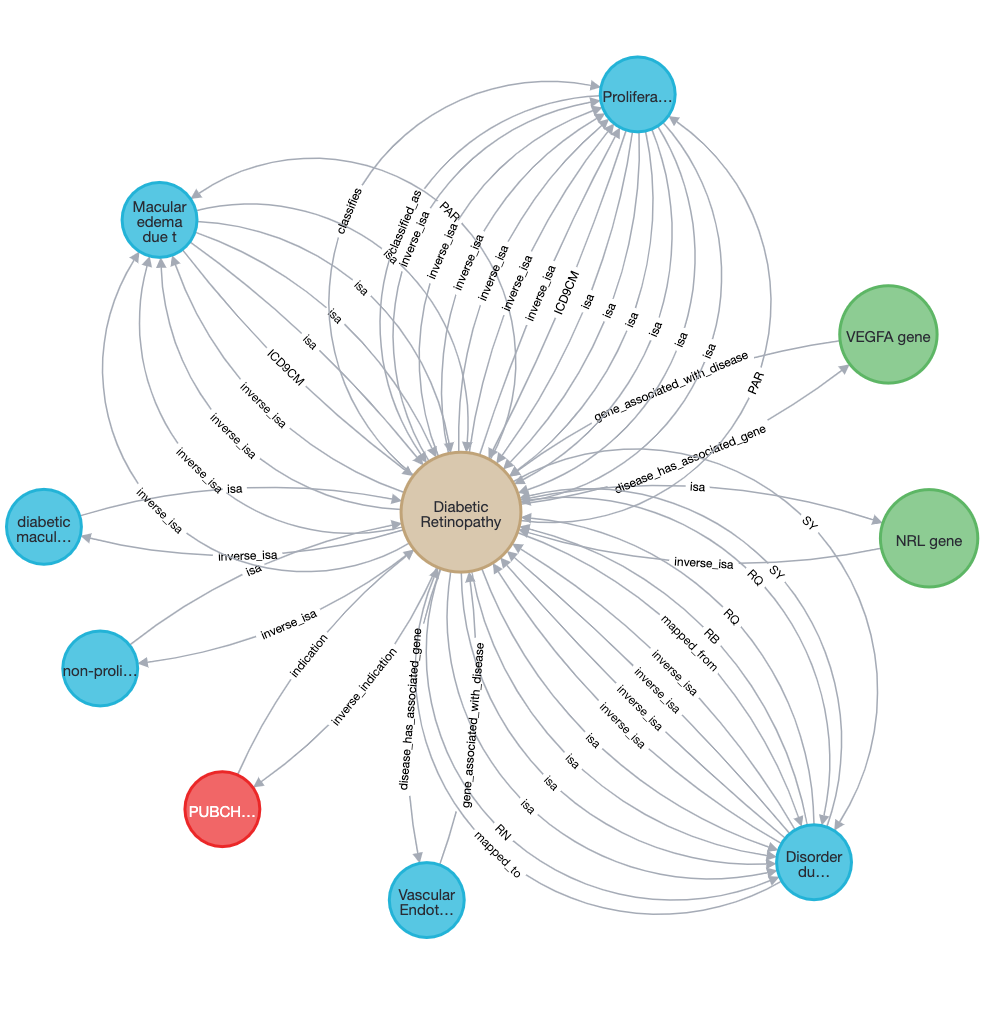 Prolifera…
Macular
edema
due t
classifies
PAR
classified_as
isa
inverse_isa
inverse_isa
inverse_isa
inverse_isa
inverse_isa
inverse_isa
ICD9CM
isa
isa
isa
isa
isa
isa
PAR
isa
isa
isa
ICD9CM
inverse_isa
inverse_isa
inverse_isa
inverse_isa
VEGFA gene
gene_associated_with_disease
disease_has_associated_gene
Diabetic
Retinopathy
isa
NRL gene
inverse_isa
diabetic
macul…
isa
inverse_isa
isa
non-proli…
inverse_isa
indication
inverse_indication
PUBCH…
disease_has_associated_gene
gene_associated_with_disease
Vascular
Endot…
SY
SY
RQ
RQ
RB
mapped_from
inverse_isa
inverse_isa
inverse_isa
inverse_isa
isa
isa
isa
RN
mapped_to
Disorder
du…